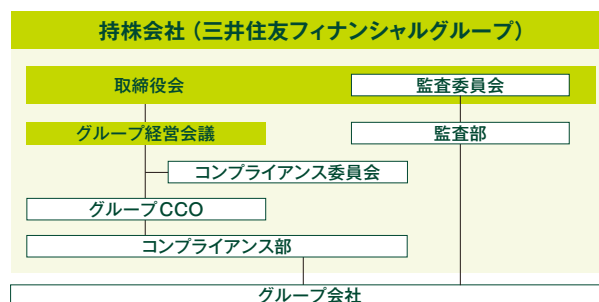 持株会社（三井住友フィナンシャルグループ）
取締役会
監査委員会
グループ経営会議
監査部
コンプライアンス委員会
グループCCO
コンプライアンス部
グループ会社